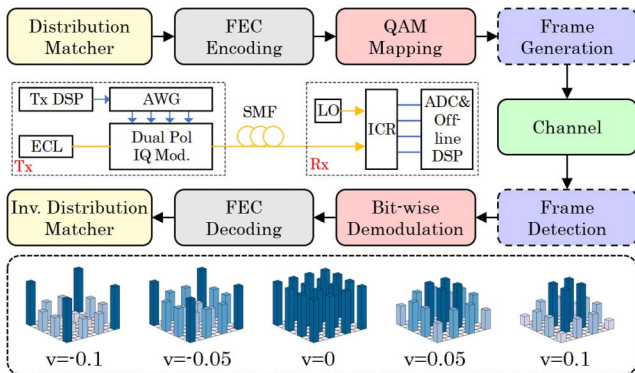 Distribution
Matcher
FEC
Encoding
QAM
Mapping
Frame
Generation
Tx DSP
AWG
ECL
Dual Pol
IQ Mod.
Tx
SMF
LO
ICR
ADC&
Off-
line
DSP
Rx
Channel
Inv. Distribution
Matcher
FEC
Decoding
Bit-wise
Demodulation
Frame
Detection
v=-0.1
v=-0.05
v=0
v=0.05
v=0.1